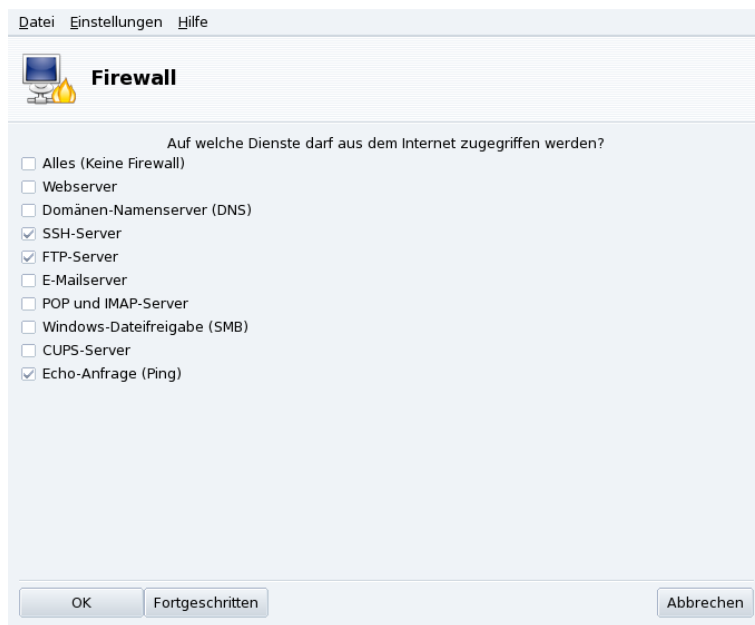 Datei Einstellungen Hilfe
Firewall
Auf welche Dienste darf aus dem Internet zugegriffen werden?
Alles (Keine Firewall)
Webserver
Domänen-Namenserver (DNS)
SSH-Server
FTP-Server
E-Mailserver
POP und IMAP-Server
Windows-Dateifreigabe (SMB)
CUPS-Server
Echo-Anfrage (Ping)
OK Fortgeschritten Abbrechen